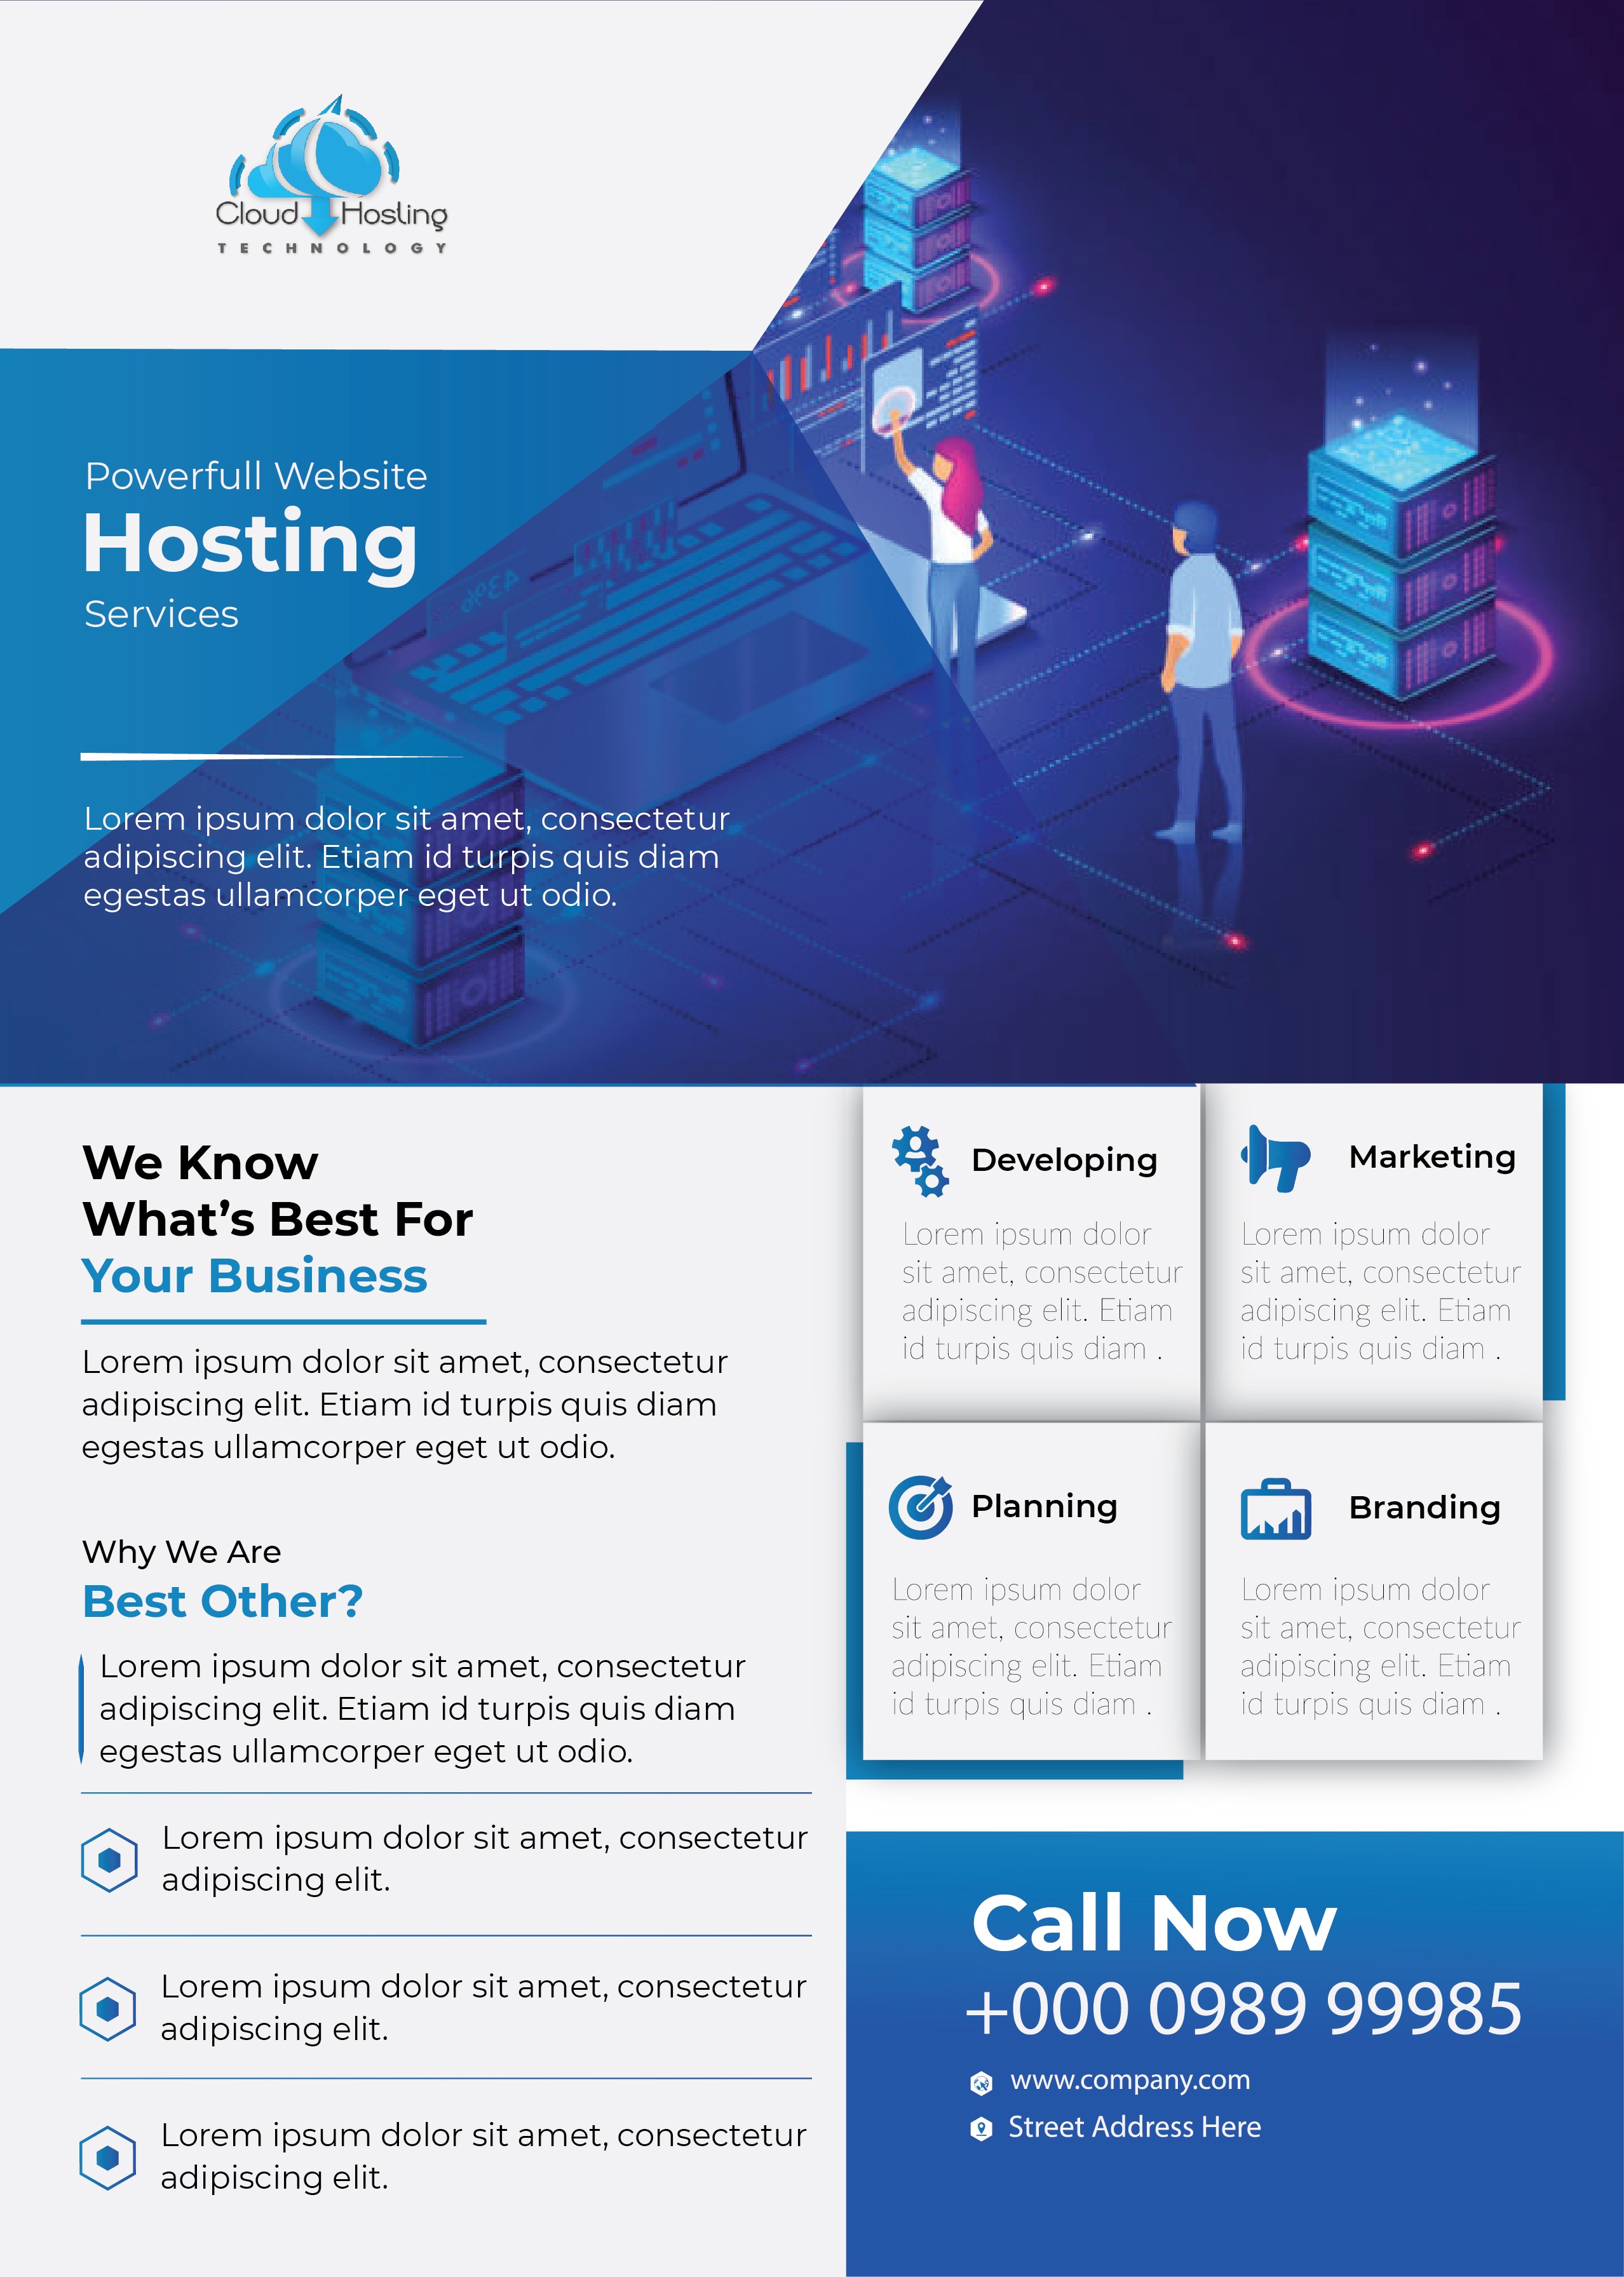 Cloud Hosting
TECHNOLOGY
Powerfull Website
Hosting
Services
43%
Lorem ipsum dolor sit amet, consectetur
adipiscing elit. Etiam id turpis quis diam
egestas ullamcorper eget ut odio.
We Know
What's Best For
Your Business
Lorem ipsum dolor sit amet, consectetur
adipiscing elit. Etiam id turpis quis diam
egestas ullamcorper eget ut odio.
Why We Are
Best Other?
Lorem ipsum dolor sit amet, consectetur
adipiscing elit. Etiam id turpis quis diam
egestas ullamcorper eget ut odio.
Lorem ipsum dolor sit amet, consectetur
adipiscing elit.
Lorem ipsum dolor sit amet, consectetur
adipiscing elit.
Lorem ipsum dolor sit amet, consectetur
adipiscing elit.
Developing
Lorem ipsum dolor
sit amet, consectetur
adipiscing elit. Etiam
id turpis quis diam .
Marketing
Lorem ipsum dolor
sit amet, consectetur
adipiscing elit. Etiam
id turpis quis diam .
Planning
Lorem ipsum dolor
sit amet, consectetur
adipiscing elit. Etiam
id turpis quis diam .
Branding
Lorem ipsum dolor
sit amet, consectetur
adipiscing elit. Etiam
id turpis quis diam .
Call Now
+000 0989 99985
www.company.com
Street Address Here